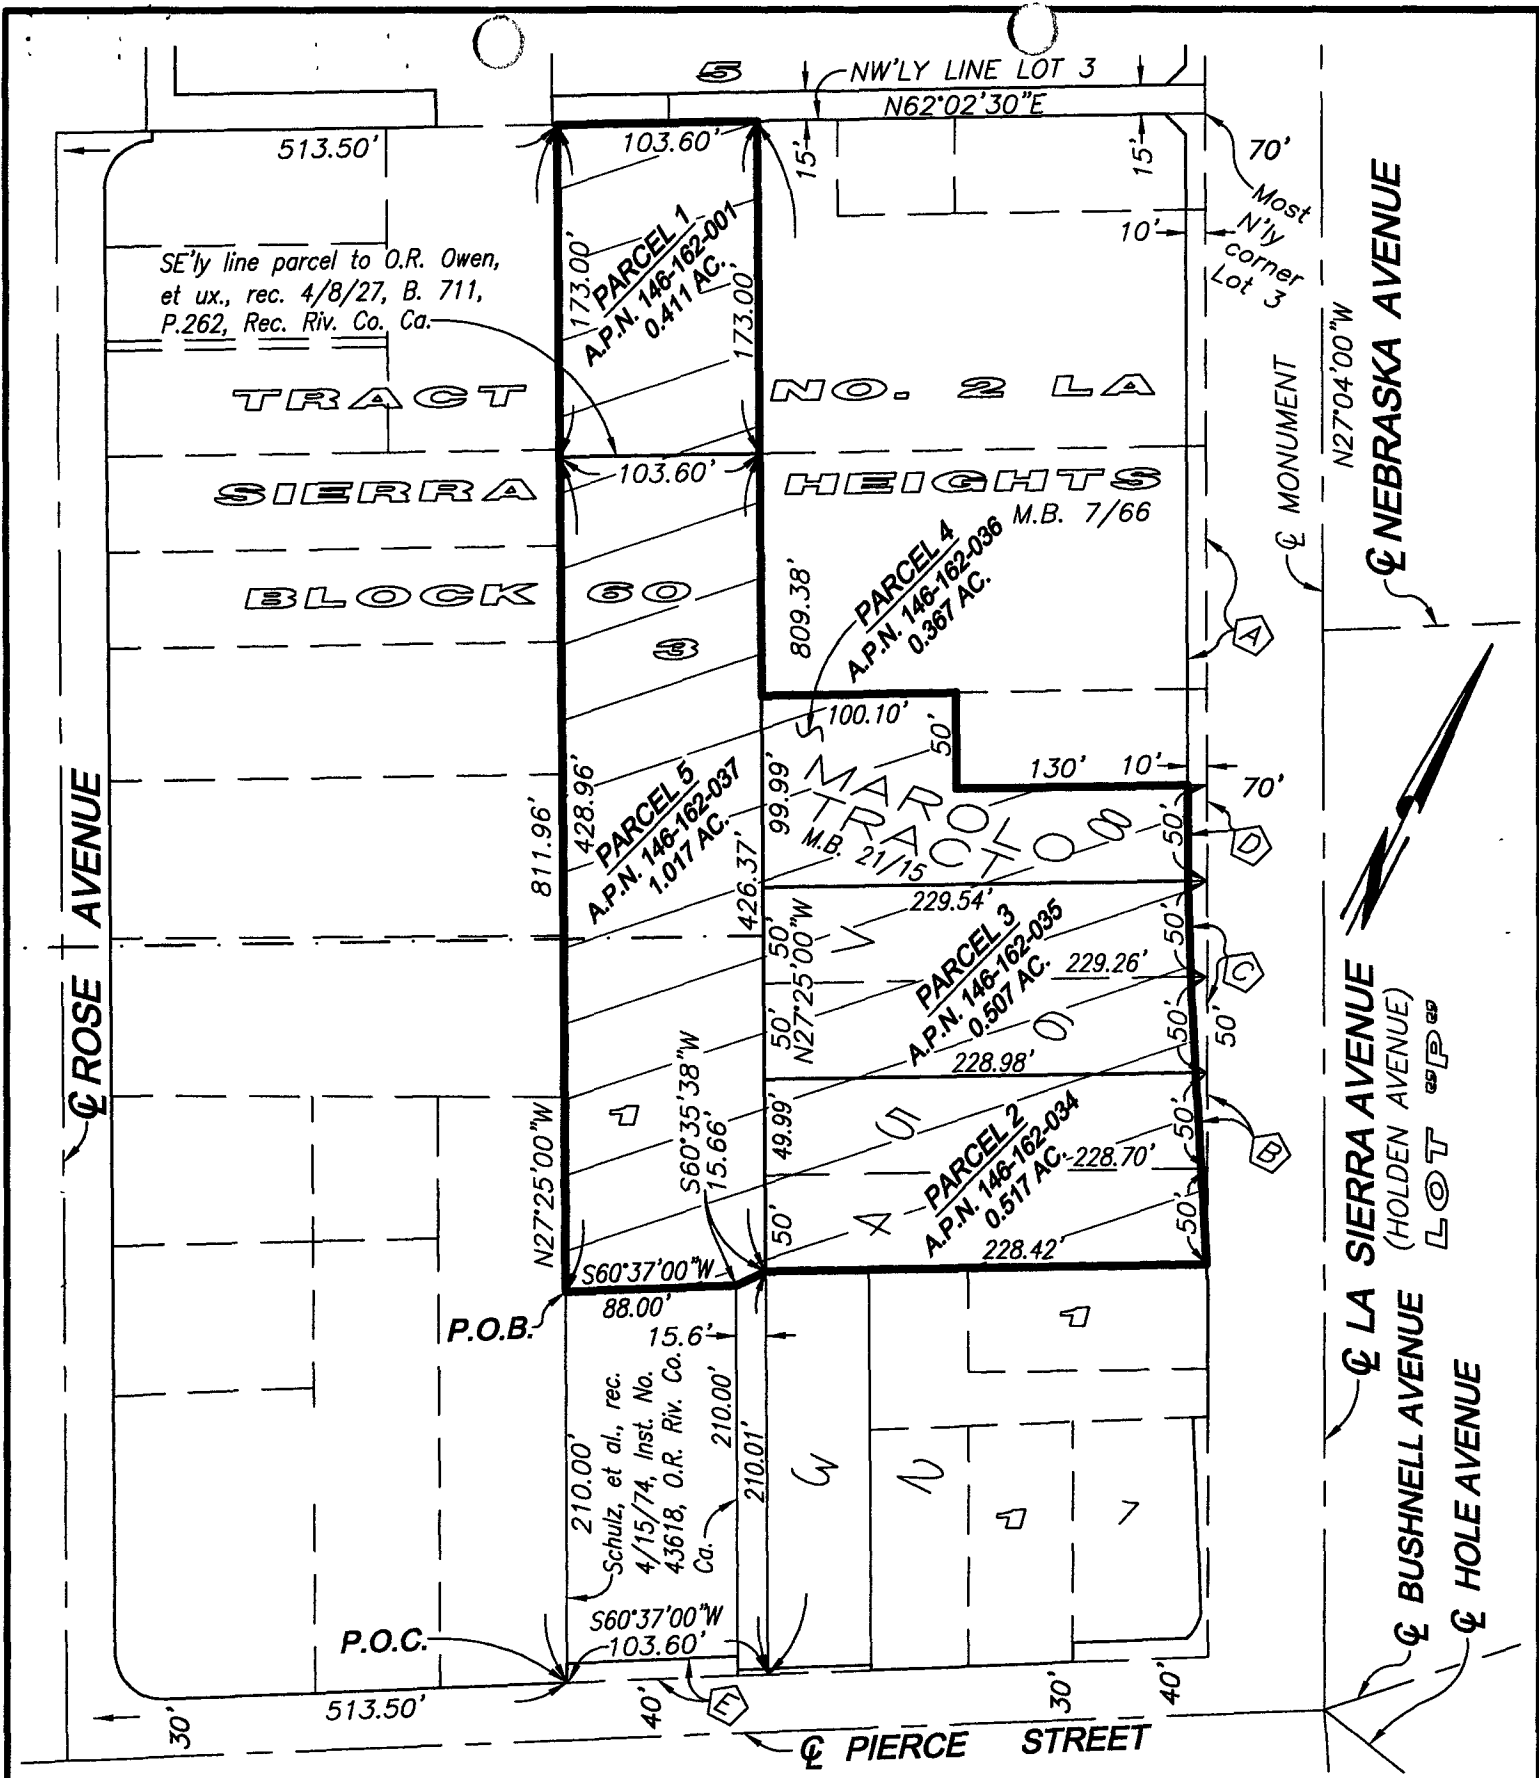 5
NW'LY LINE LOT 3
N62°02'30"E
513.50'
103.60'
15'
15'
70'
Most
N'ly
corner
Lot 3
10'
SE'ly line parcel to O.R. Owen,
et ux., rec. 4/8/27, B. 711,
P.262, Rec. Riv. Co. Ca.
173.00'
PARCEL 1
A.P.N. 146-162-001
0.411 AC.
173.00'
N27°04'00"W
℄ MONUMENT
℄ NEBRASKA AVENUE
TRACT NO. 2 LA
103.60'
SIERRA HEIGHTS
M.B. 7/66
BLOCK 60
3
809.38'
PARCEL 4
A.P.N. 146-162-036
0.367 AC.
A
100.10'
50'
130'
10'
70'
811.96'
428.96'
PARCEL 5
A.P.N. 146-162-037
1.017 AC.
99.99'
426.37'
S
MAROL
TRACT
M.B. 21/15
8
50'
D
229.54'
℄ ROSE AVENUE
50'
N27°25'00"W
50'
7
PARCEL 3
A.P.N. 146-162-035
0.507 AC.
229.26'
50'
C
6
50'
50'
228.98'
N27°25'00"W
1
S60°35'38"W
15.66'
49.99'
5
PARCEL 2
A.P.N. 146-162-034
0.517 AC.
228.70'
50'
B
50'
4
50'
228.42'
S60°37'00"W
88.00'
P.O.B.
15.6'
1
210.00'
Schulz, et al., rec.
4/15/74, Inst. No.
43618, O.R. Riv. Co.
Ca.
210.00'
210.01'
3
2
1
7
℄ LA SIERRA AVENUE
(HOLDEN AVENUE)
LOT "P"
℄ BUSHNELL AVENUE
℄ HOLE AVENUE
S60°37'00"W
103.60'
P.O.C.
513.50'
30'
40'
E
30'
40'
℄ PIERCE STREET